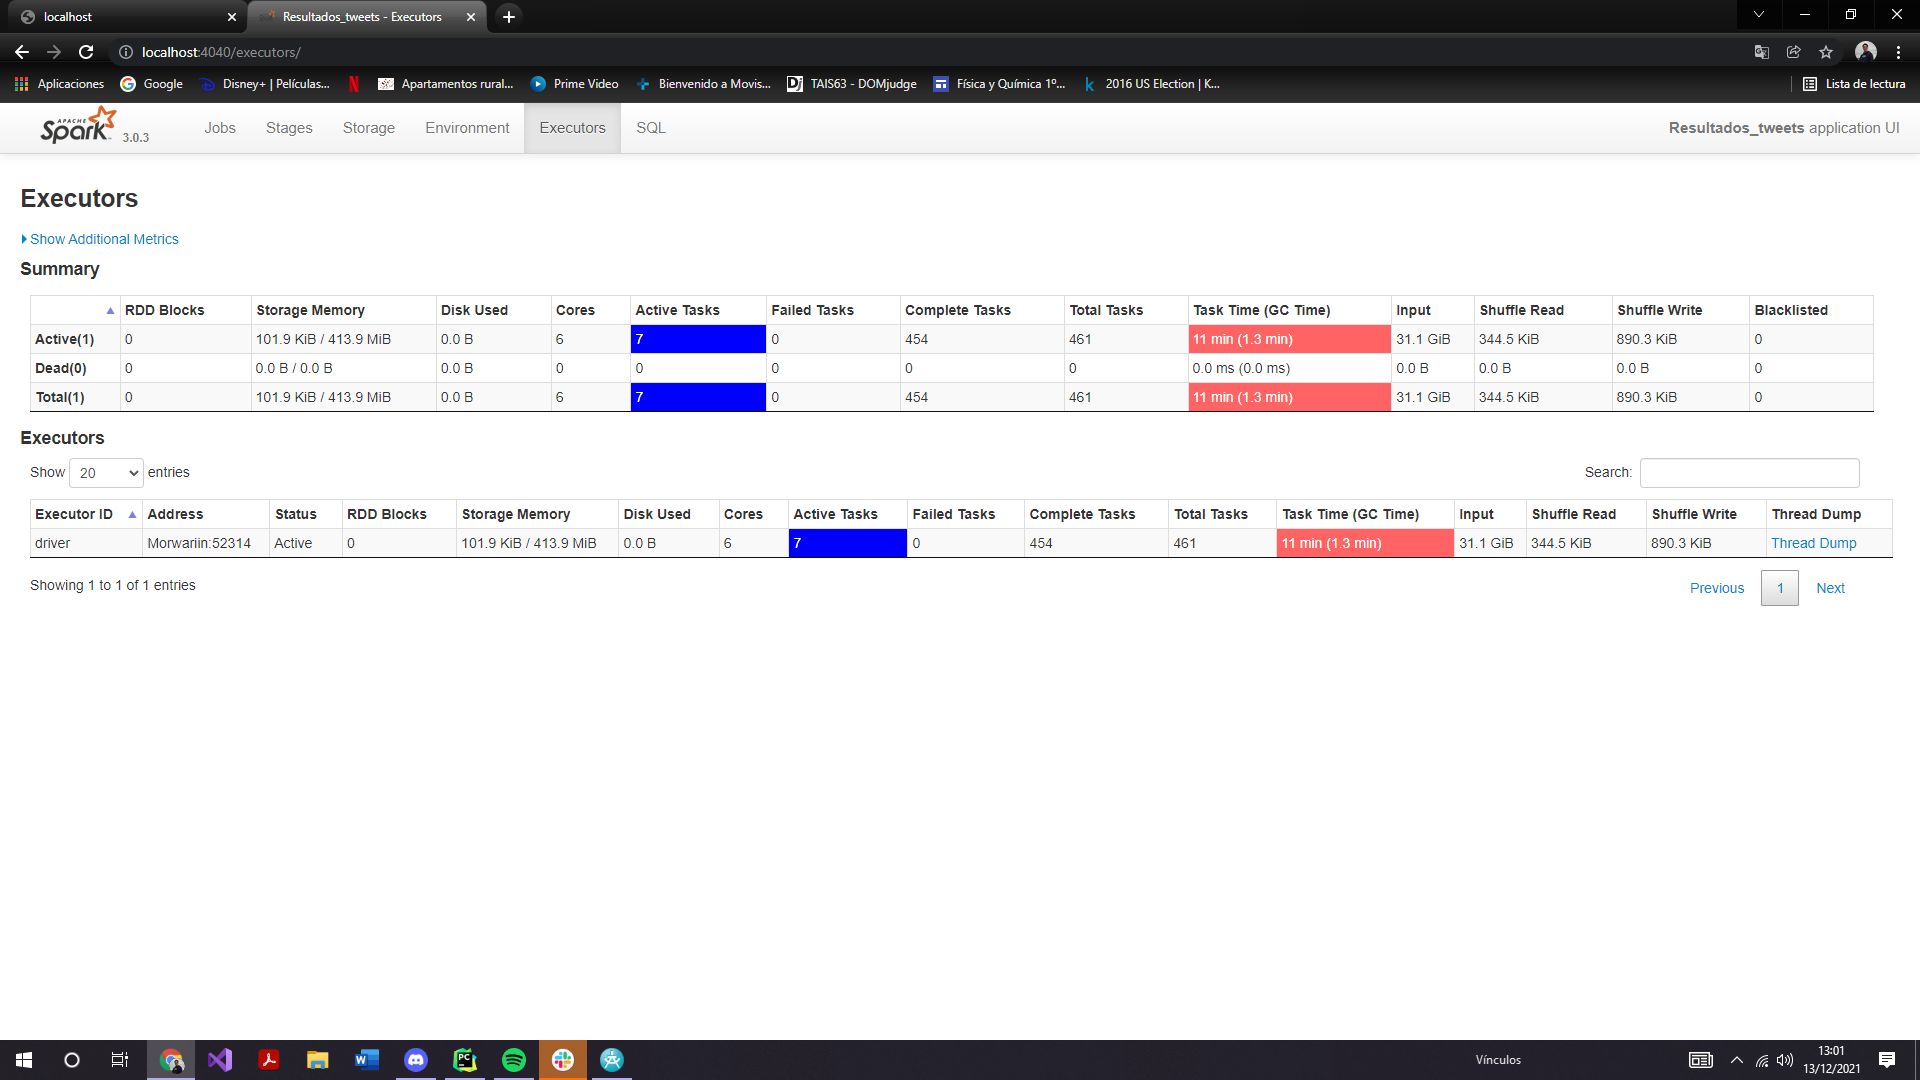 localhost
Resultados_tweets - Executors
localhost:4040/executors/
Aplicaciones Google Disney+ | Películas... Apartamentos rural... Prime Video Bienvenido a Movis... TAIS63 - DOMjudge Física y Química 1º... 2016 US Election | K... Lista de lectura
APACHE Spark 3.0.3 Jobs Stages Storage Environment Executors SQL Resultados_tweets application UI
Executors
Show Additional Metrics
Summary
RDD Blocks Storage Memory Disk Used Cores Active Tasks Failed Tasks Complete Tasks Total Tasks Task Time (GC Time) Input Shuffle Read Shuffle Write Blacklisted
Active(1) 0 101.9 KiB / 413.9 MiB 0.0 B 6 7 0 454 461 11 min (1.3 min) 31.1 GiB 344.5 KiB 890.3 KiB 0
Dead(0) 0 0.0 B / 0.0 B 0.0 B 0 0 0 0 0 0.0 ms (0.0 ms) 0.0 B 0.0 B 0.0 B 0
Total(1) 0 101.9 KiB / 413.9 MiB 0.0 B 6 7 0 454 461 11 min (1.3 min) 31.1 GiB 344.5 KiB 890.3 KiB 0
Executors
Show 20 entries Search:
Executor ID Address Status RDD Blocks Storage Memory Disk Used Cores Active Tasks Failed Tasks Complete Tasks Total Tasks Task Time (GC Time) Input Shuffle Read Shuffle Write Thread Dump
driver Morwariin:52314 Active 0 101.9 KiB / 413.9 MiB 0.0 B 6 7 0 454 461 11 min (1.3 min) 31.1 GiB 344.5 KiB 890.3 KiB Thread Dump
Showing 1 to 1 of 1 entries Previous 1 Next
Vínculos
13:01
13/12/2021